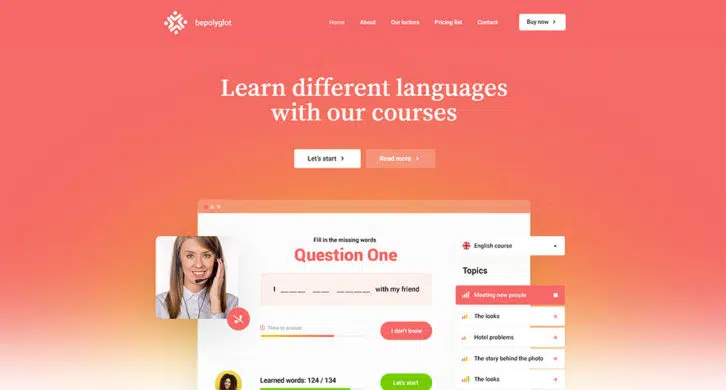 bepolyglot
Home About Our lectors Pricing list Contact Buy now
Learn different languages
with our courses
Let's start Read more
Fill in the missing words
Question One
I ___ __ ____ with my friend
Time to answer
I don't know
Learned words: 124 / 134
Let's start
English course
Topics
Meeting new people
The looks
Hotel problems
The story behind the photo
The looks